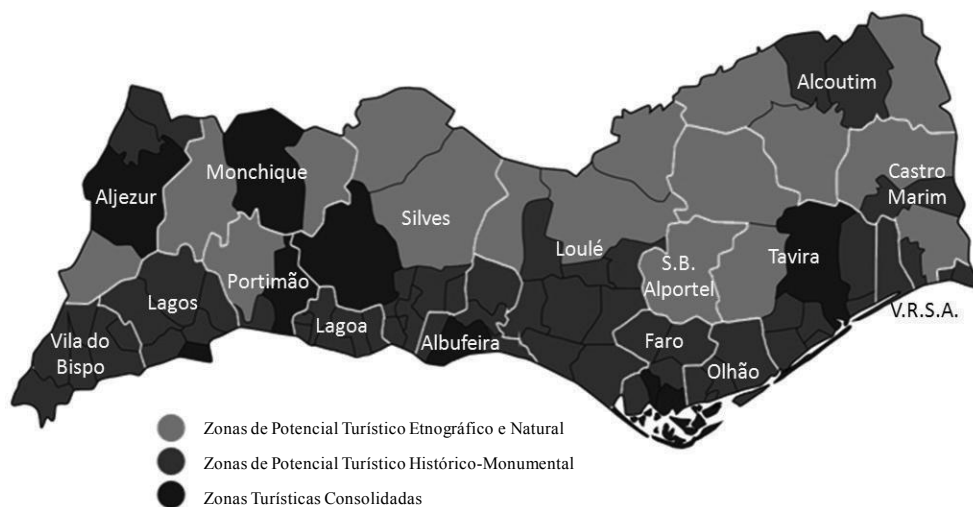 Alcoutim
Monchique
Castro
Marim
Aljezur
Silves
Loulé
Tavira
S.B.
Alportel
Portimão
Lagos
V.R.S.A.
Lagoa
Vila do
Bispo
Albufeira
Faro
Olhão
Zonas de Potencial Turístico Etnográfico e Natural
Zonas de Potencial Turístico Histórico-Monumental
Zonas Turísticas Consolidadas